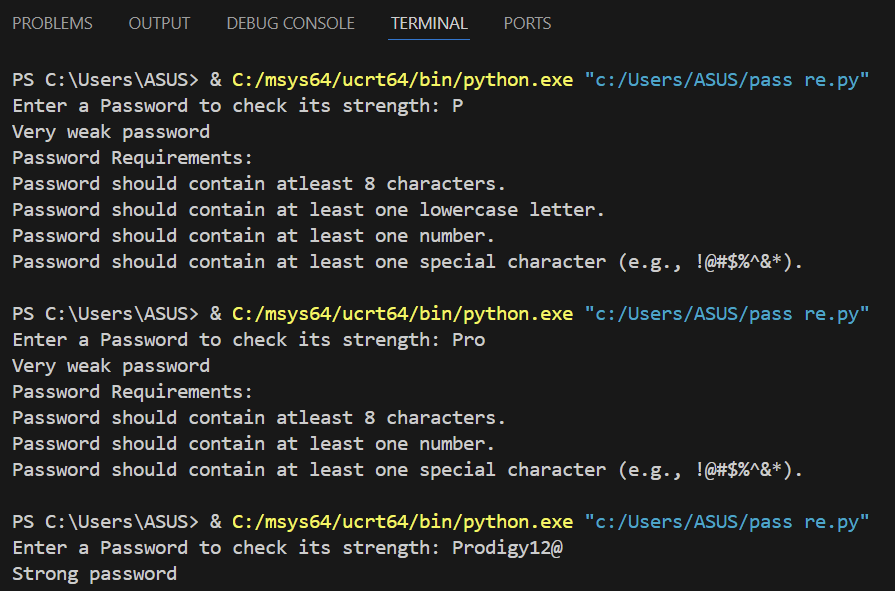 PROBLEMS OUTPUT DEBUG CONSOLE TERMINAL PORTS
PS C:\Users\ASUS> & C:/msys64/ucrt64/bin/python.exe "c:/Users/ASUS/pass re.py"
Enter a Password to check its strength: P
Very weak password
Password Requirements:
Password should contain atleast 8 characters.
Password should contain at least one lowercase letter.
Password should contain at least one number.
Password should contain at least one special character (e.g., !@#$%^&*).
PS C:\Users\ASUS> & C:/msys64/ucrt64/bin/python.exe "c:/Users/ASUS/pass re.py"
Enter a Password to check its strength: Pro
Very weak password
Password Requirements:
Password should contain atleast 8 characters.
Password should contain at least one number.
Password should contain at least one special character (e.g., !@#$%^&*).
PS C:\Users\ASUS> & C:/msys64/ucrt64/bin/python.exe "c:/Users/ASUS/pass re.py"
Enter a Password to check its strength: Prodigy12@
Strong password